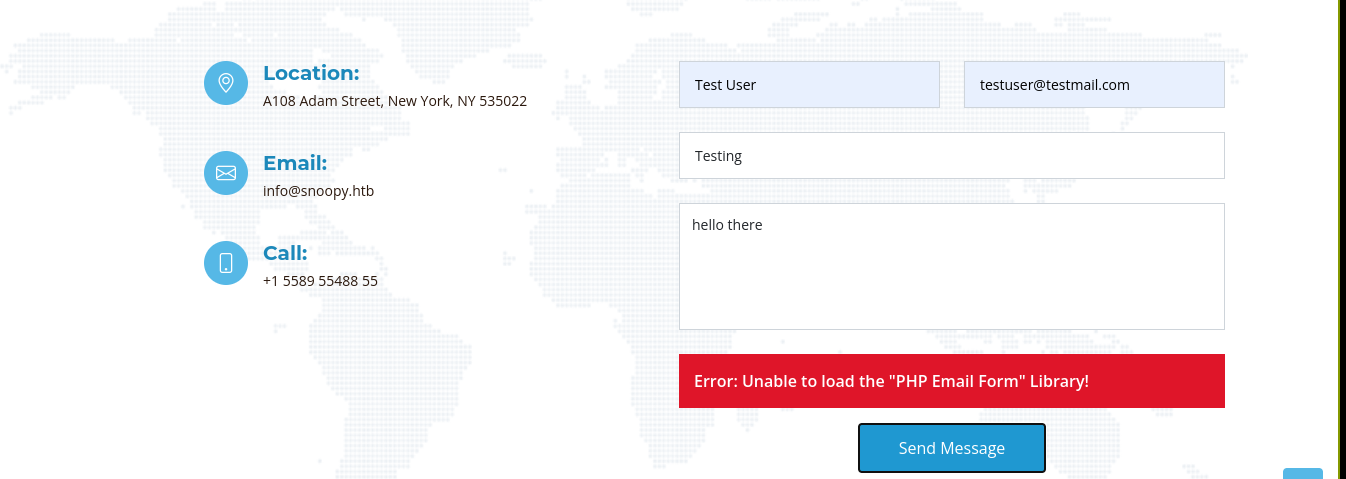 Location:
A108 Adam Street, New York, NY 535022
Email:
info@snoopy.htb
Call:
+1 5589 55488 55
Test User
testuser@testmail.com
Testing
hello there
Error: Unable to load the "PHP Email Form" Library!
Send Message